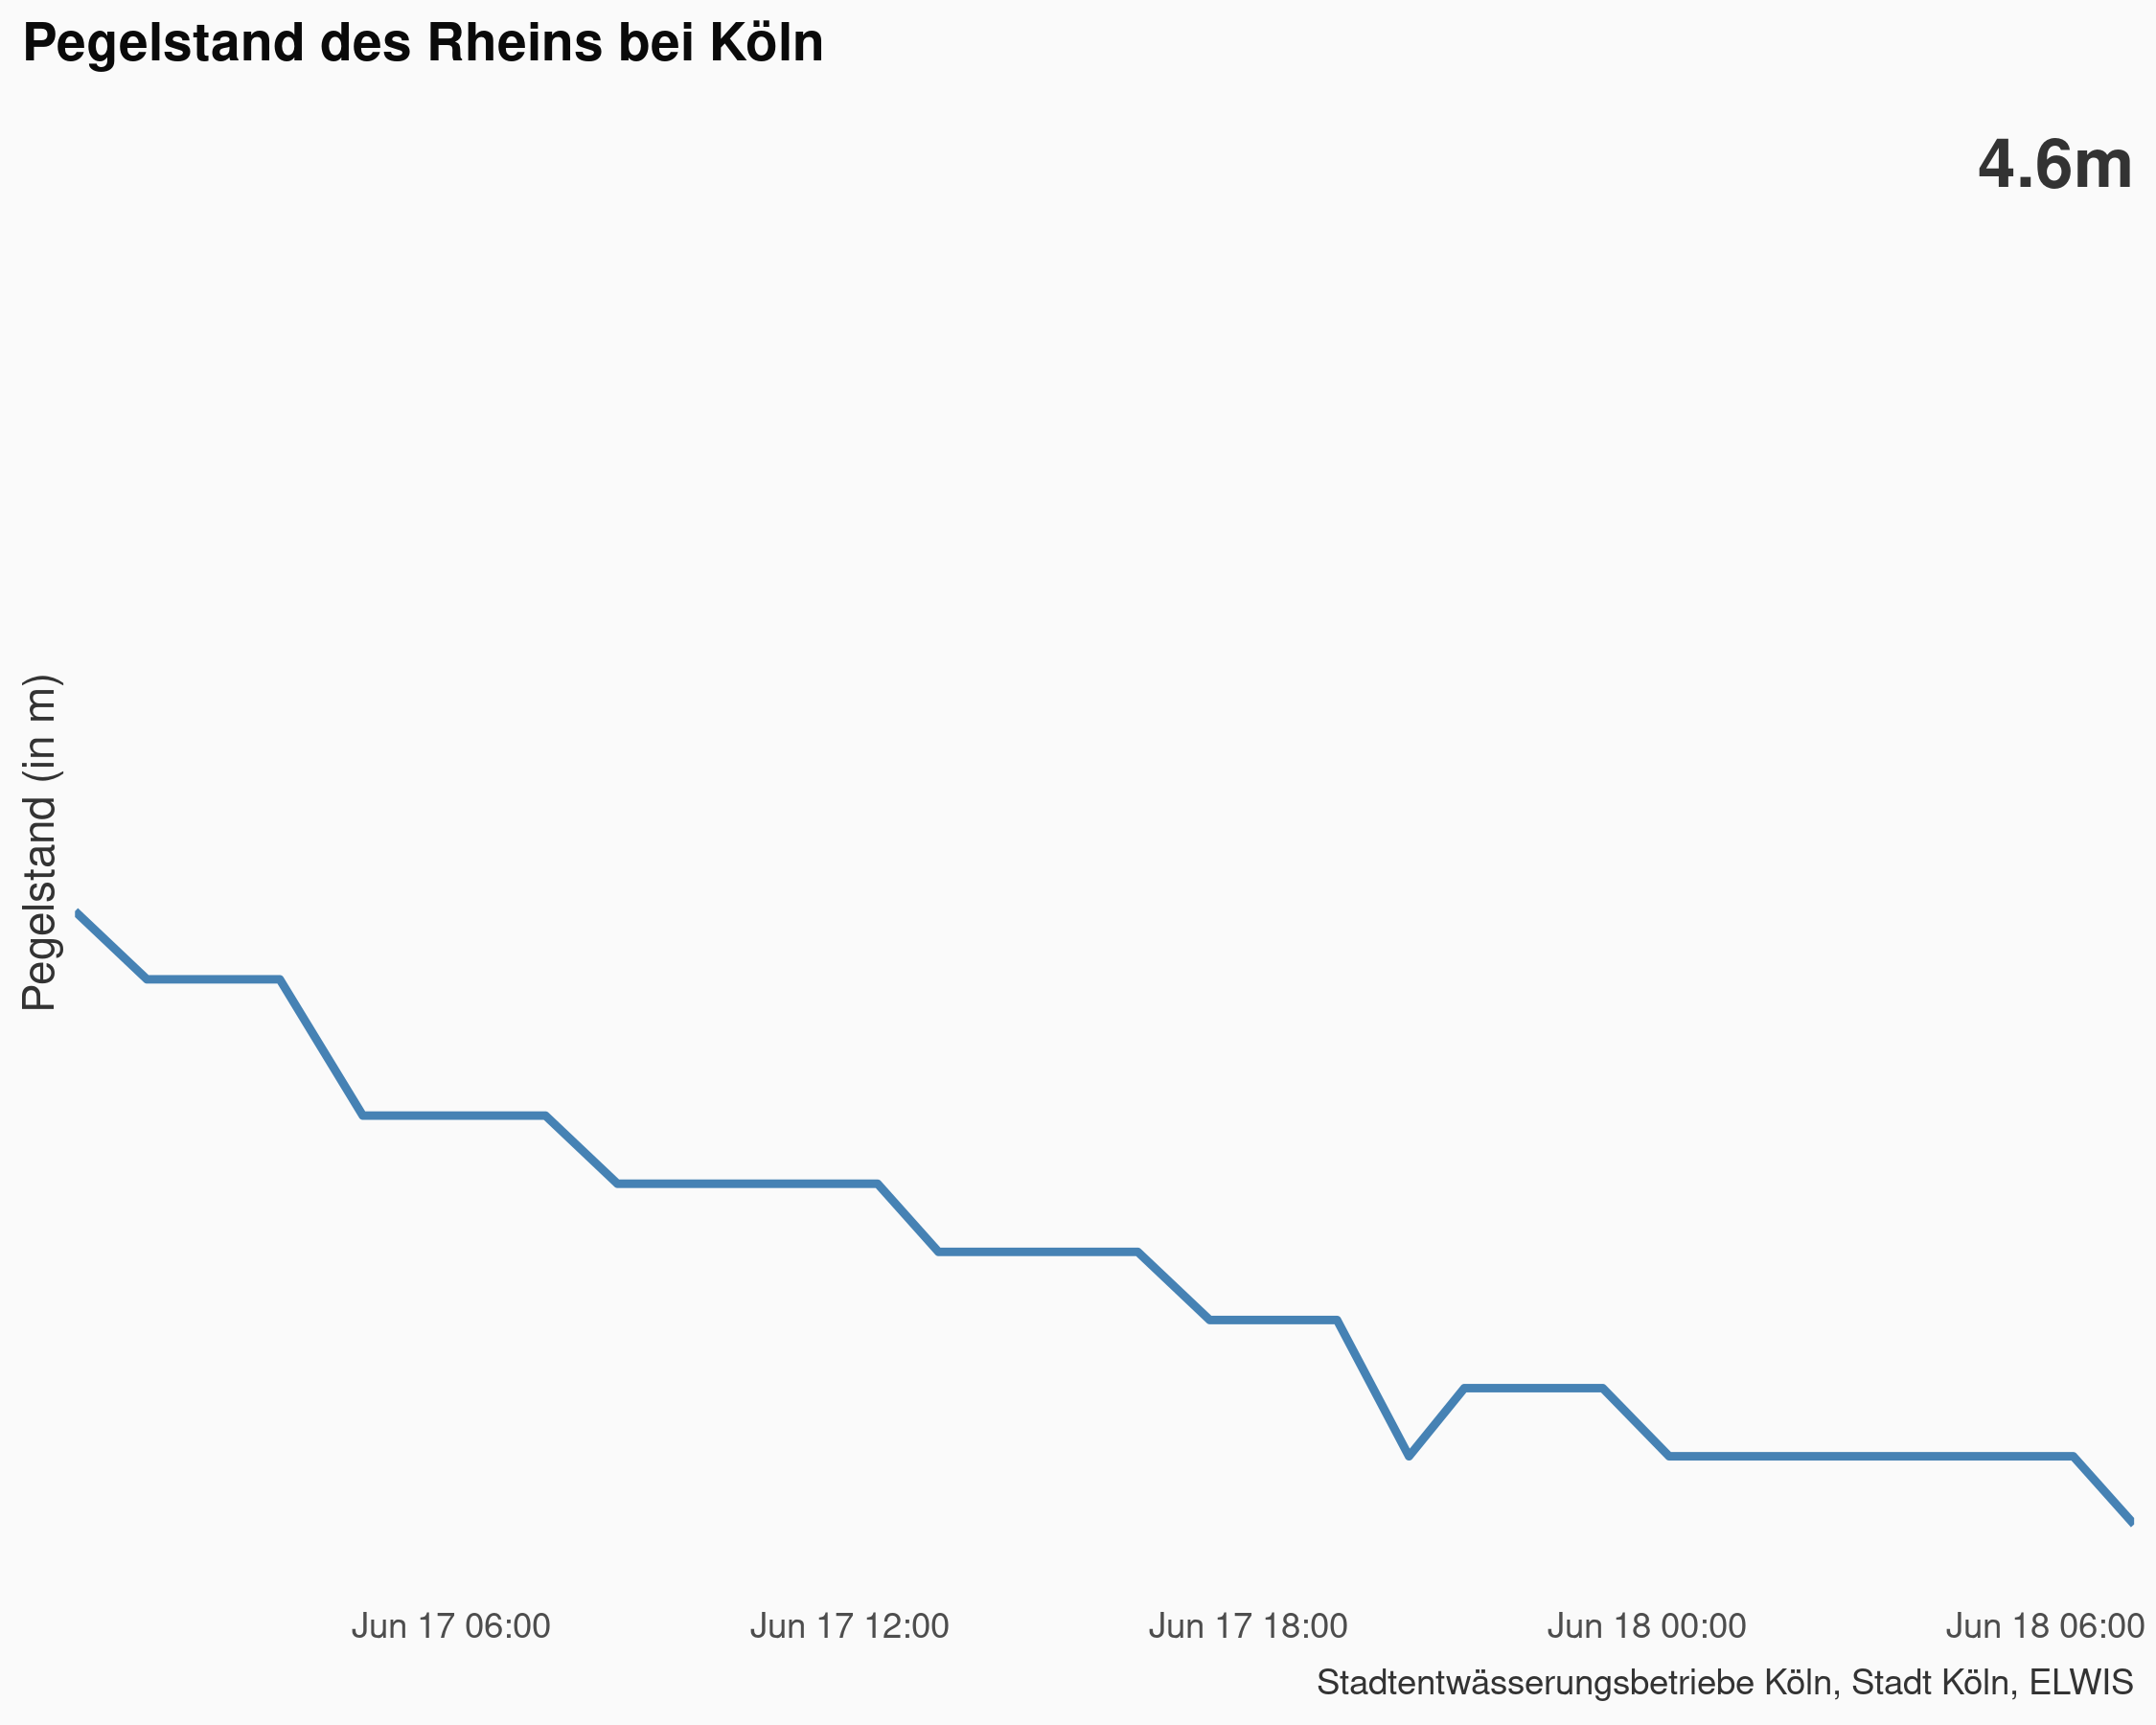 Pegelstand des Rheins bei Köln
4.6m
Pegelstand (in m)
Jun 17 06:00 Jun 17 12:00 Jun 17 18:00 Jun 18 00:00 Jun 18 06:00
Stadtentwässerungsbetriebe Köln, Stadt Köln, ELWIS